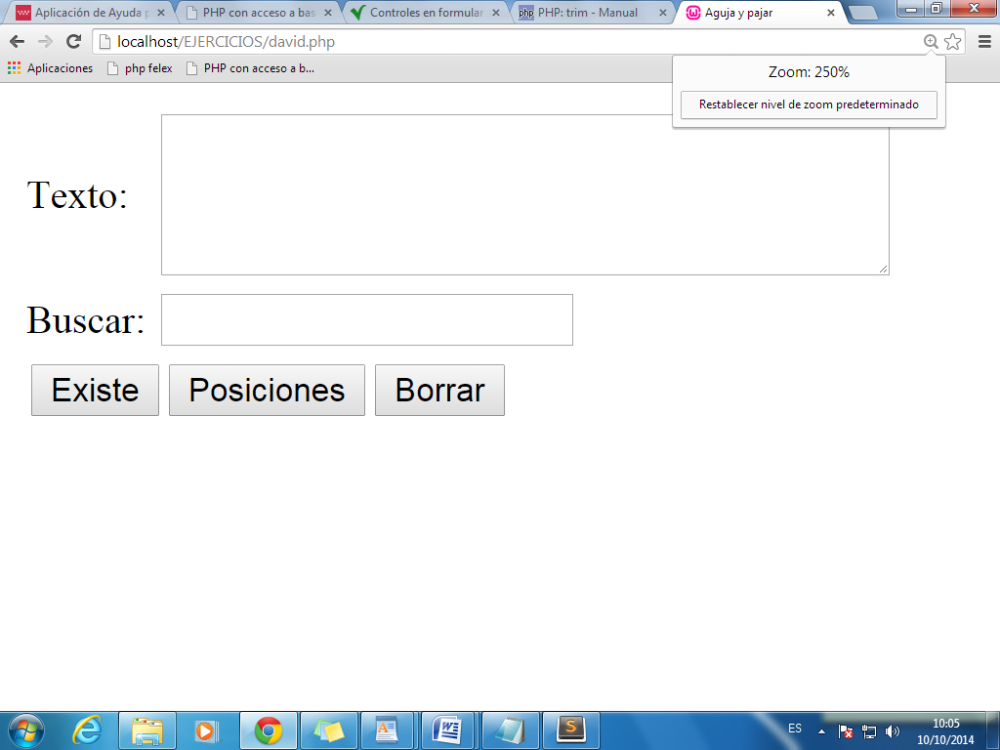 Aplicación de Ayuda p
PHP con acceso a bas
Controles en formular
php PHP: trim - Manual
Aguja y pajar
localhost/EJERCICIOS/david.php
Aplicaciones php felex PHP con acceso a b...
Zoom: 250%
Restablecer nivel de zoom predeterminado
Texto:
Buscar:
Existe Posiciones Borrar
ES
10:05
10/10/2014